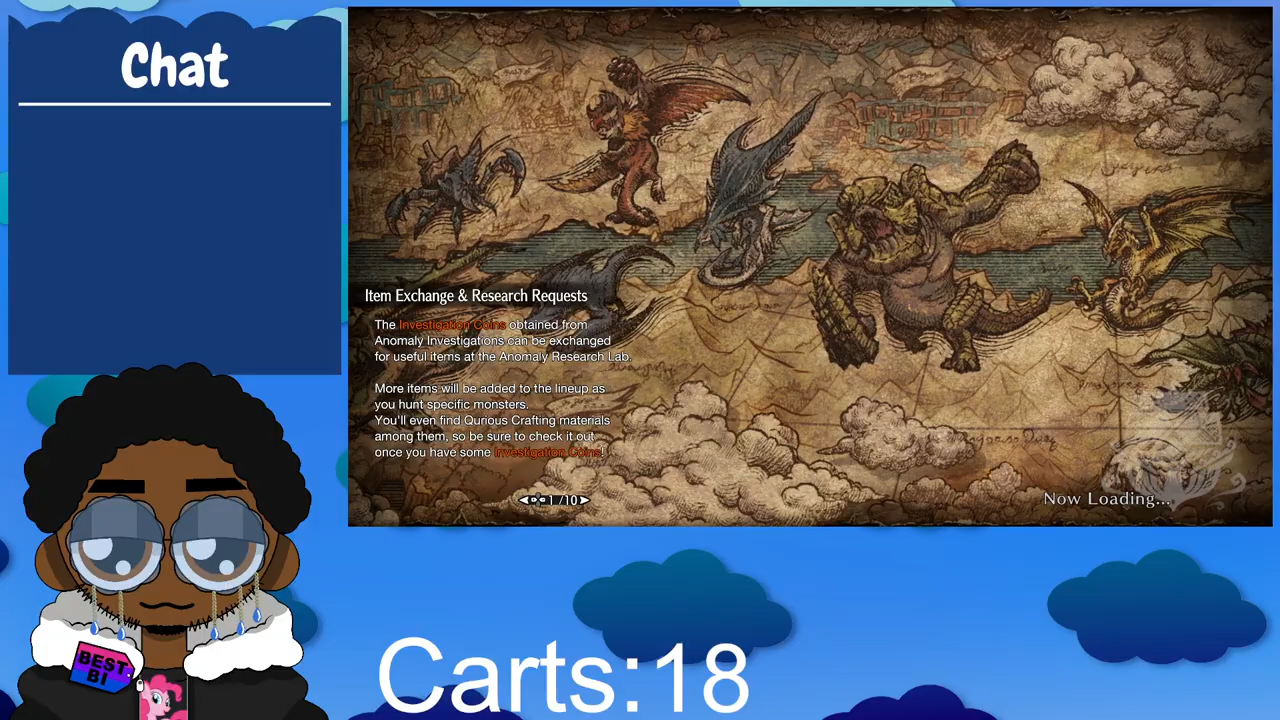 Chat
Item Exchange & Research Requests
The Investigation Coins obtained from
Anomaly Investigations can be exchanged
for useful items at the Anomaly Research Lab.
More items will be added to the lineup as
you hunt specific monsters.
You'll even find Qurious Crafting materials
among them, so be sure to check it out
once you have some Investigation Coins!
1/10
Now Loading...
BEST.
BI
Carts:18